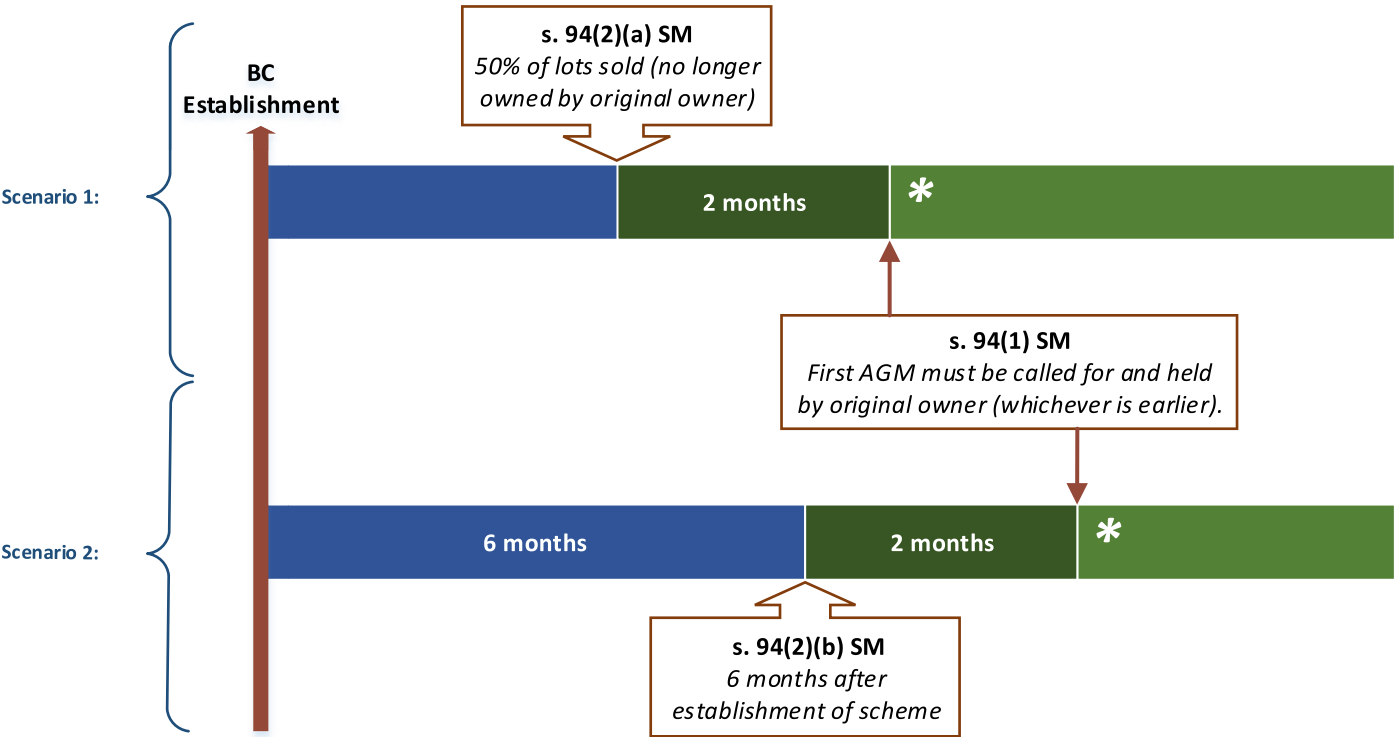 s. 94(2)(a) SM
50% of lots sold (no longer
owned by original owner)
BC
Establishment
Scenario 1:
2 months
*
s. 94(1) SM
First AGM must be called for and held
by original owner (whichever is earlier).
Scenario 2:
6 months
2 months
*
s. 94(2)(b) SM
6 months after
establishment of scheme